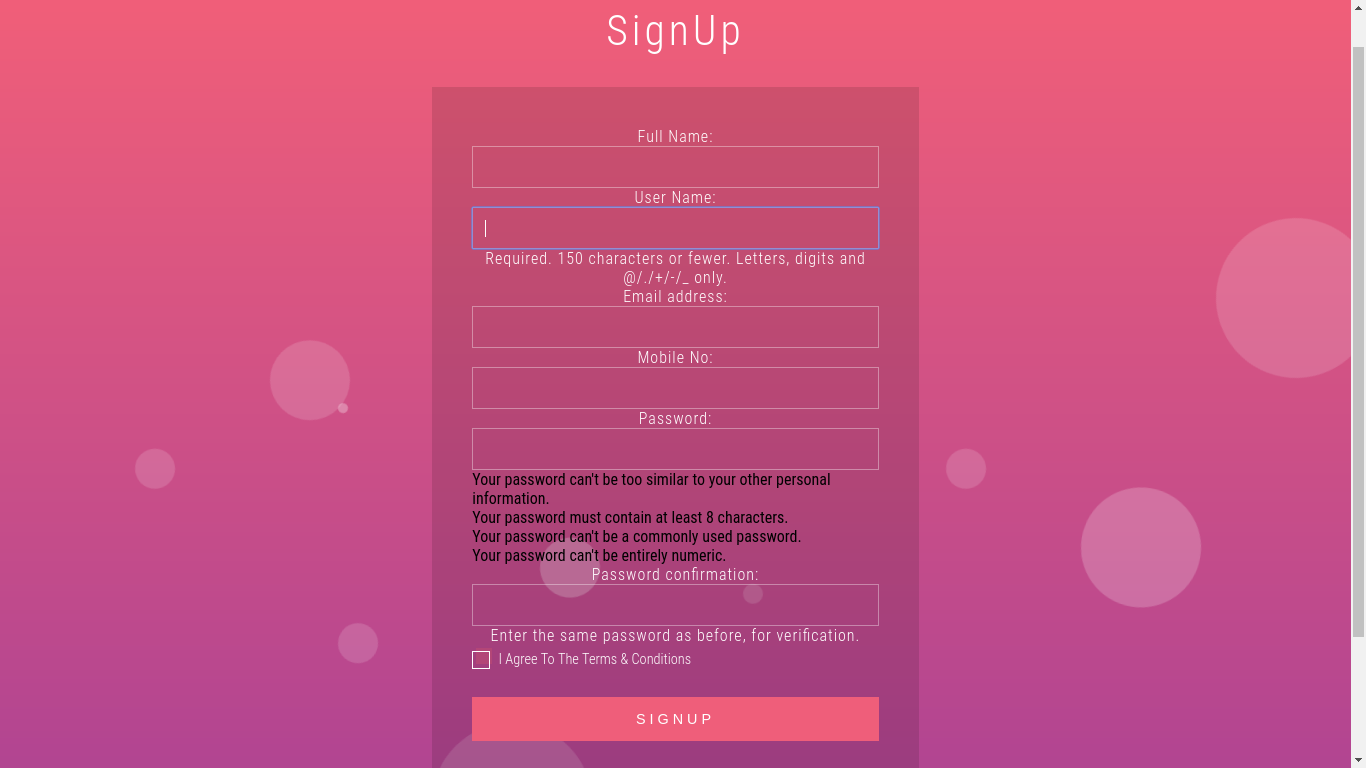 SignUp
Full Name:
User Name:
Required. 150 characters or fewer. Letters, digits and
@/./+/-/_ only.
Email address:
Mobile No:
Password:
Your password can't be too similar to your other personal
information.
Your password must contain at least 8 characters.
Your password can't be a commonly used password.
Your password can't be entirely numeric.
Password confirmation:
Enter the same password as before, for verification.
I Agree To The Terms & Conditions
SIGNUP